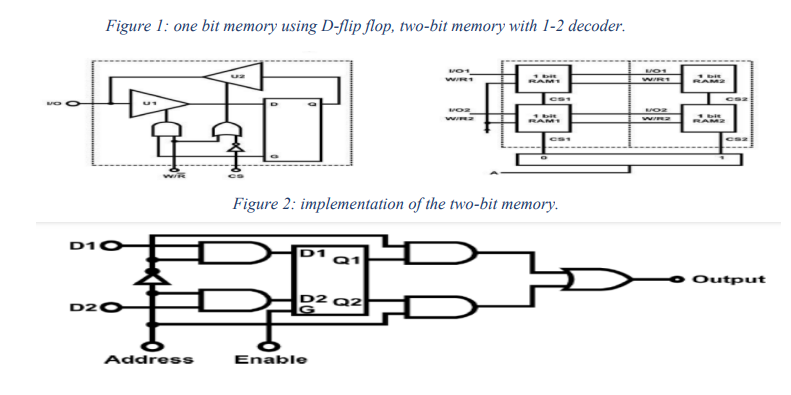 Figure 1: one bit memory using D-flip flop, two-bit memory with 1-2 decoder.
I/O
U1
U2
D
Q
G
W/R̅
CS
I/O1
W/R1
1 bit
RAM1
CS1
I/O1
W/R1
1 bit
RAM2
CS2
I/O2
W/R2
1 bit
RAM1
CS1
I/O2
W/R2
1 bit
RAM2
CS2
0
1
A
Figure 2: implementation of the two-bit memory.
D1
D1
Q1
D2
D2
Q2
G
Output
Address
Enable